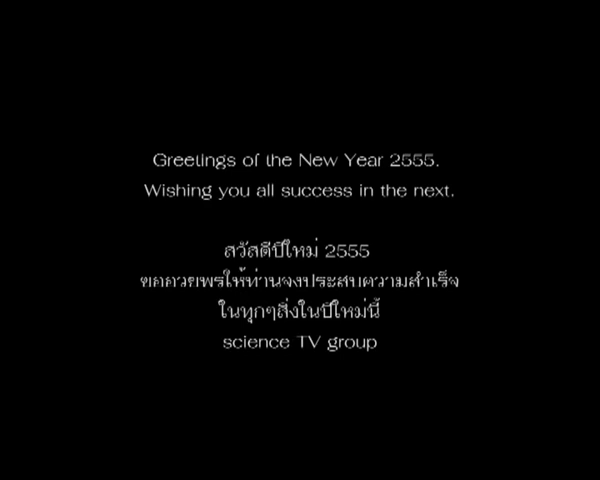 Greetings of the New Year 2555.
Wishing you all success in the next.
สวัสดีปีใหม่ 2555
ขออวยพรให้ท่านจงประสบความสำเร็จ
ในทุกๆสิ่งในปีใหม่นี้
science TV group